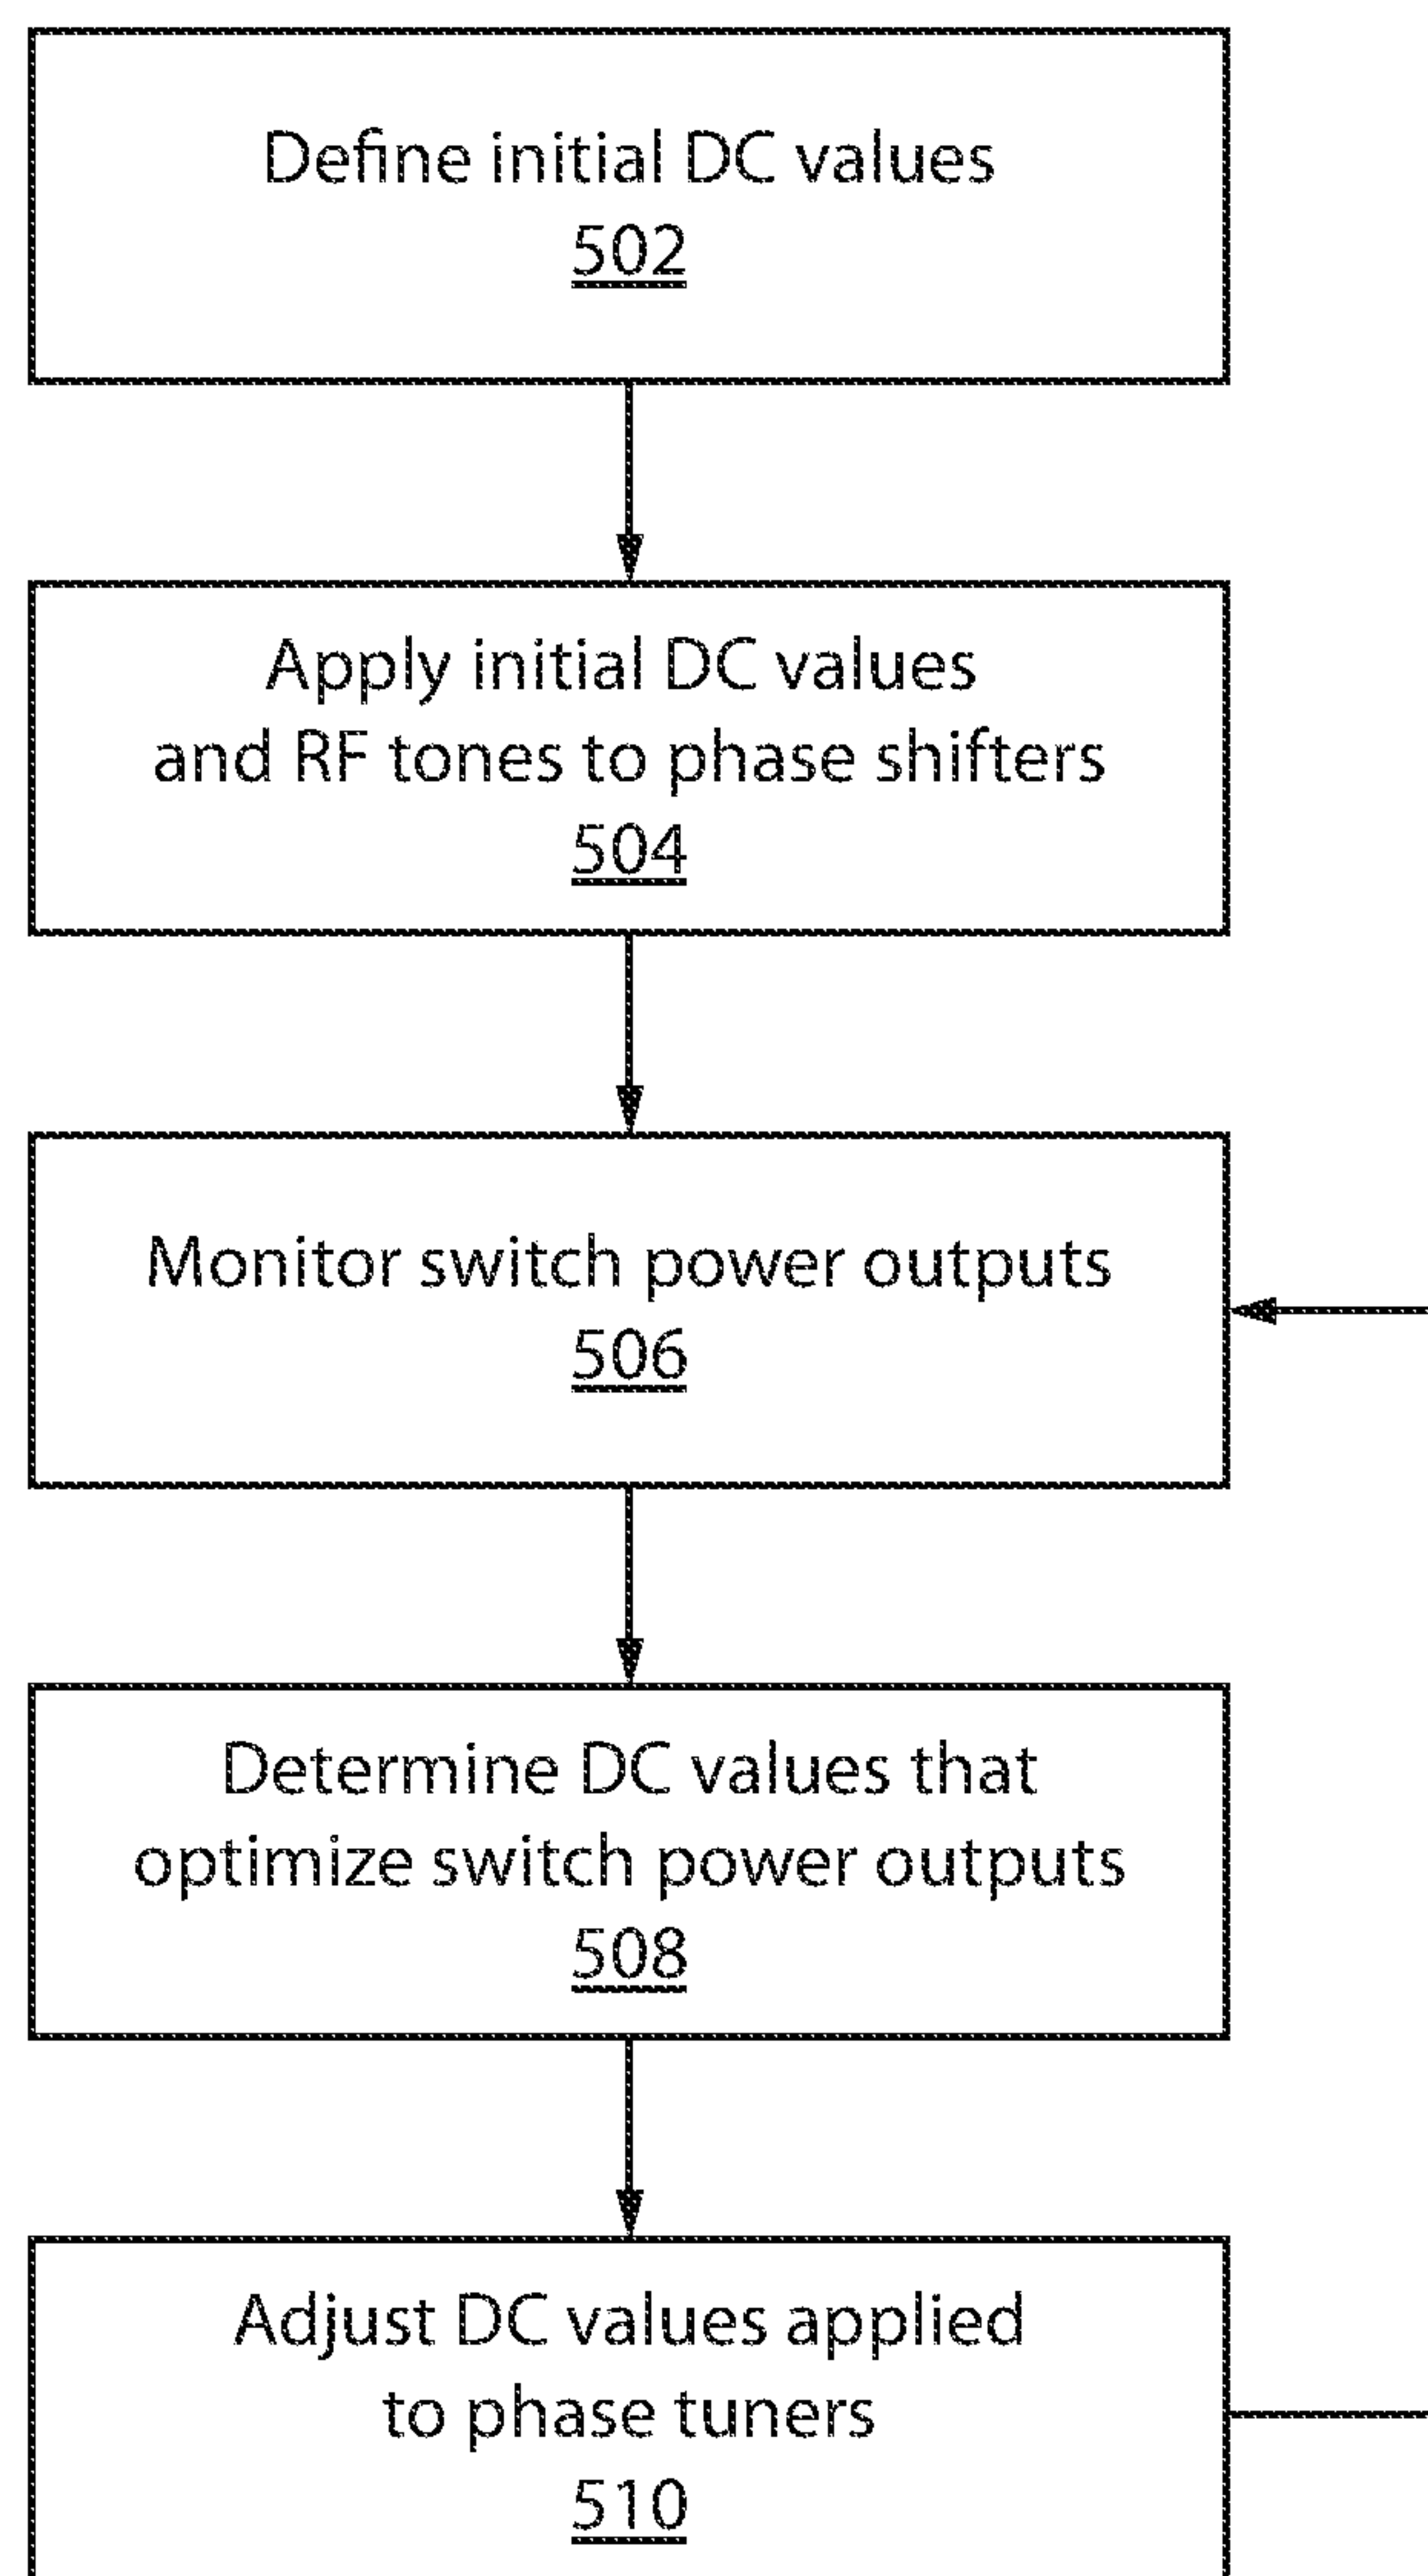 Define initial DC values
502
Apply initial DC values
and RF tones to phase shifters
504
Monitor switch power outputs
506
Determine DC values that
optimize switch power outputs
508
Adjust DC values applied
to phase tuners
510